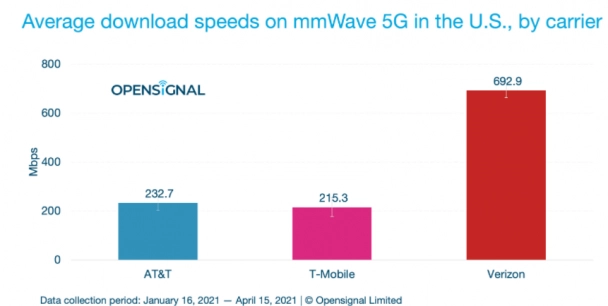 Average download speeds on mmWave 5G in the U.S., by carrier
800
OPENSIGNAL
692.9
600
Mbps
400
232.7
215.3
200
0
AT&T T-Mobile Verizon
Data collection period: January 16, 2021 — April 15, 2021 | © Opensignal Limited